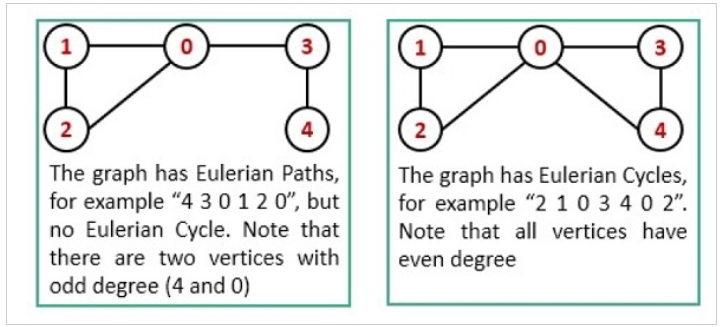 1 0 3
2 4
The graph has Eulerian Paths,
for example “4 3 0 1 2 0”, but
no Eulerian Cycle. Note that
there are two vertices with
odd degree (4 and 0)
1 0 3
2 4
The graph has Eulerian Cycles,
for example “2 1 0 3 4 0 2”.
Note that all vertices have
even degree